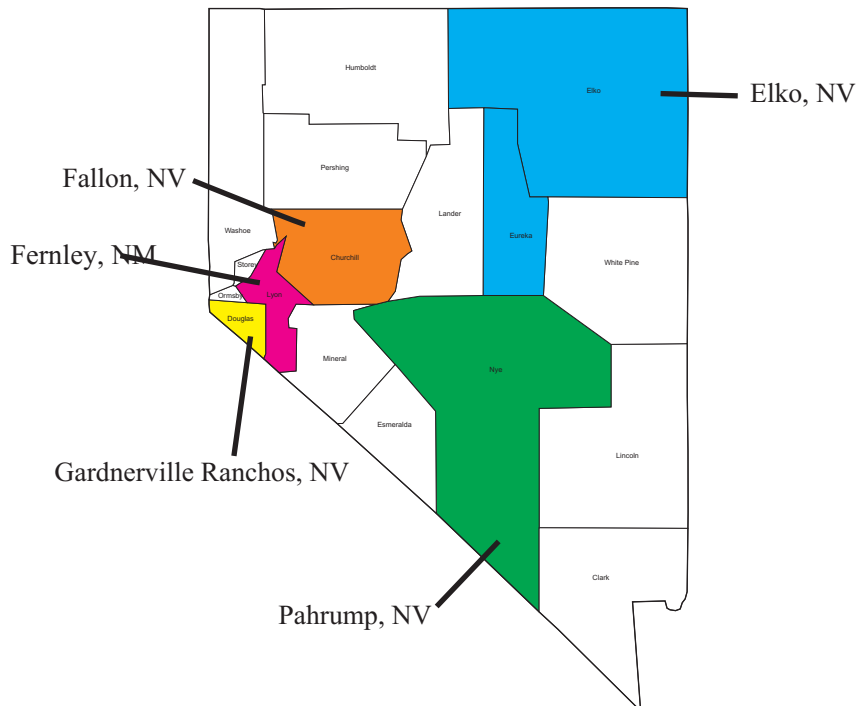 Humboldt
Elko
Elko, NV
Pershing
Fallon, NV
Lander
Washoe
Eureka
Fernley, NM
Churchill
White Pine
Storey
Ormsby
Lyon
Douglas
Mineral
Nye
Esmeralda
Lincoln
Gardnerville Ranchos, NV
Clark
Pahrump, NV